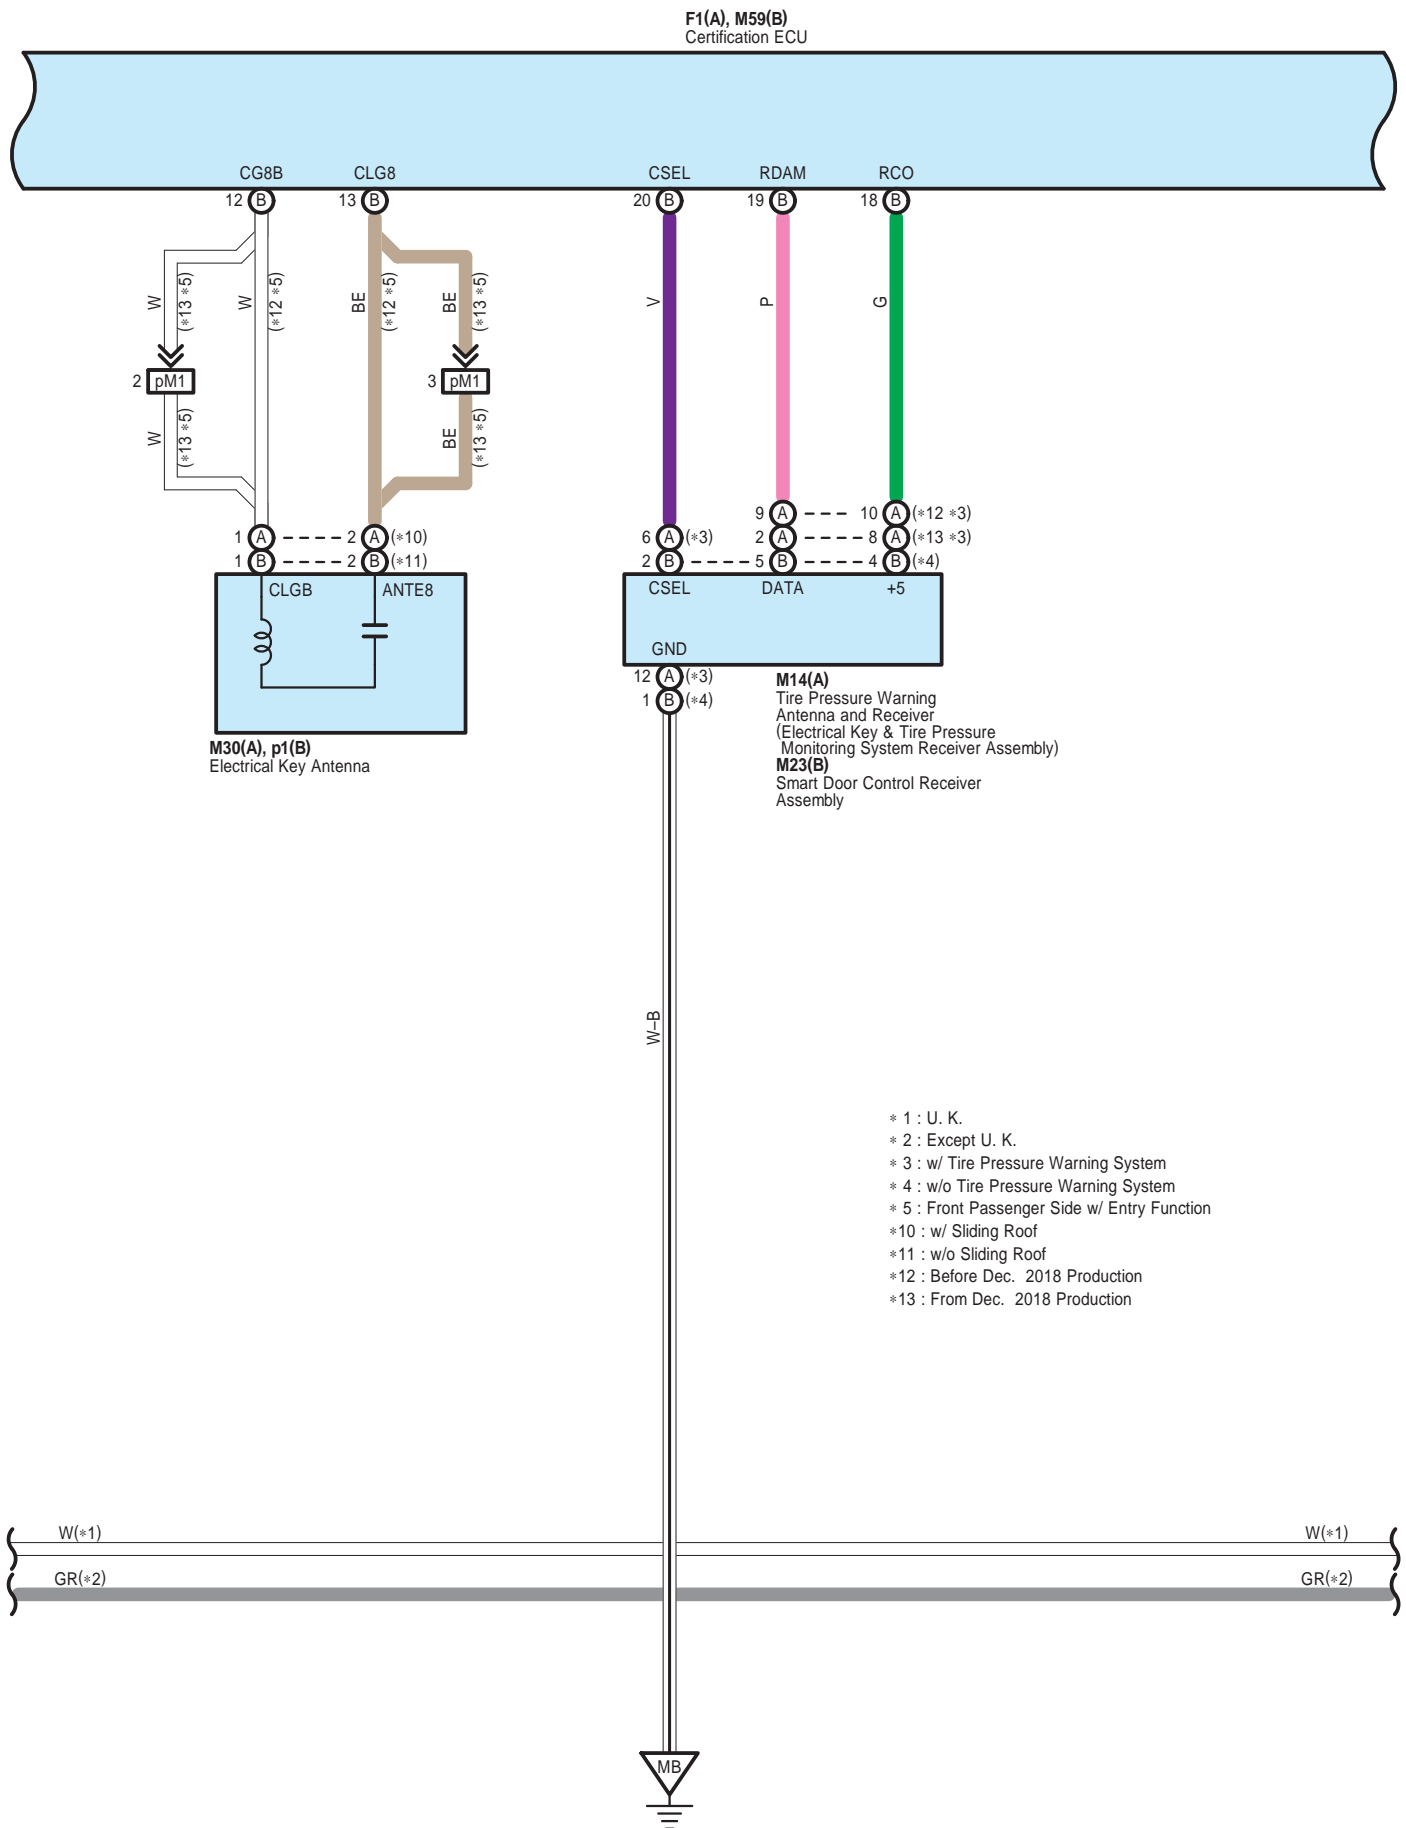 F1(A), M59(B)
Certification ECU
CG8B CLG8 CSEL RDAM RCO
12 B 13 B 20 B 19 B 18 B
W (*13 *5) W (*12 *5) BE (*12 *5) BE (*13 *5) V P G
2 pM1 3 pM1
W (*13 *5) BE (*13 *5)
9 A 10 A (*12 *3)
1 A 2 A (*10) 6 A (*3) 2 A 8 A (*13 *3)
1 B 2 B (*11) 2 B 5 B 4 B (*4)
CLGB ANTE8 CSEL DATA +5
GND
12 A (*3)
1 B (*4)
M14(A)
Tire Pressure Warning
Antenna and Receiver
(Electrical Key & Tire Pressure
Monitoring System Receiver Assembly)
M23(B)
Smart Door Control Receiver
Assembly
M30(A), p1(B)
Electrical Key Antenna
W-B
* 1 : U. K.
* 2 : Except U. K.
* 3 : w/ Tire Pressure Warning System
* 4 : w/o Tire Pressure Warning System
* 5 : Front Passenger Side w/ Entry Function
*10 : w/ Sliding Roof
*11 : w/o Sliding Roof
*12 : Before Dec. 2018 Production
*13 : From Dec. 2018 Production
W(*1) W(*1)
GR(*2) GR(*2)
MB